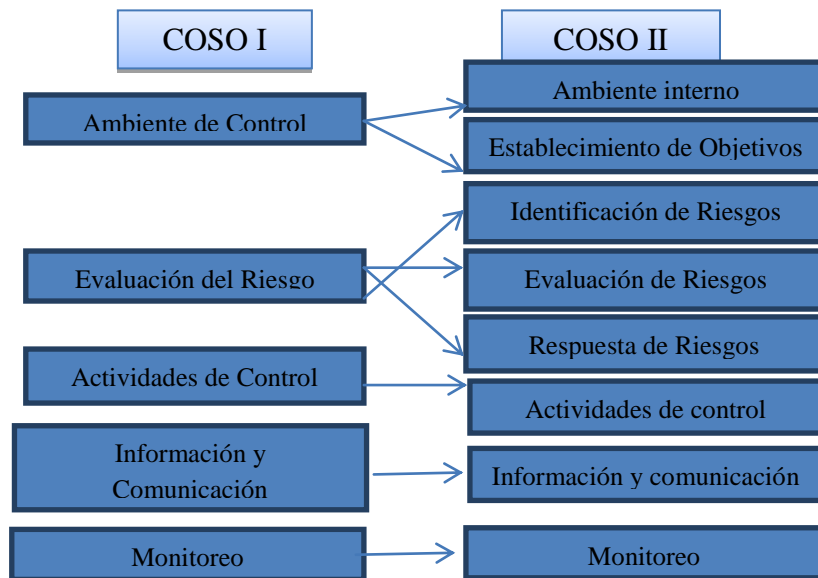 COSO I
COSO II
Ambiente de Control
Evaluación del Riesgo
Actividades de Control
Información y
Comunicación
Monitoreo
Ambiente interno
Establecimiento de Objetivos
Identificación de Riesgos
Evaluación de Riesgos
Respuesta de Riesgos
Actividades de control
Información y comunicación
Monitoreo